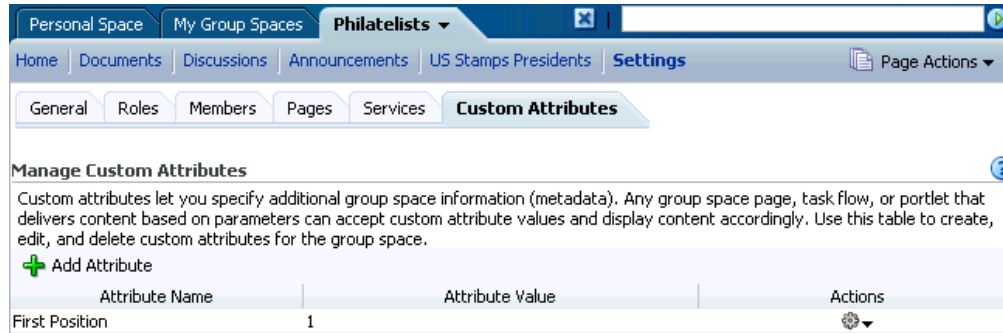 Personal Space My Group Spaces Philatelists
Home Documents Discussions Announcements US Stamps Presidents Settings Page Actions
General Roles Members Pages Services Custom Attributes
Manage Custom Attributes
Custom attributes let you specify additional group space information (metadata). Any group space page, task flow, or portlet that
delivers content based on parameters can accept custom attribute values and display content accordingly. Use this table to create,
edit, and delete custom attributes for the group space.
Add Attribute
Attribute Name Attribute Value Actions
First Position 1